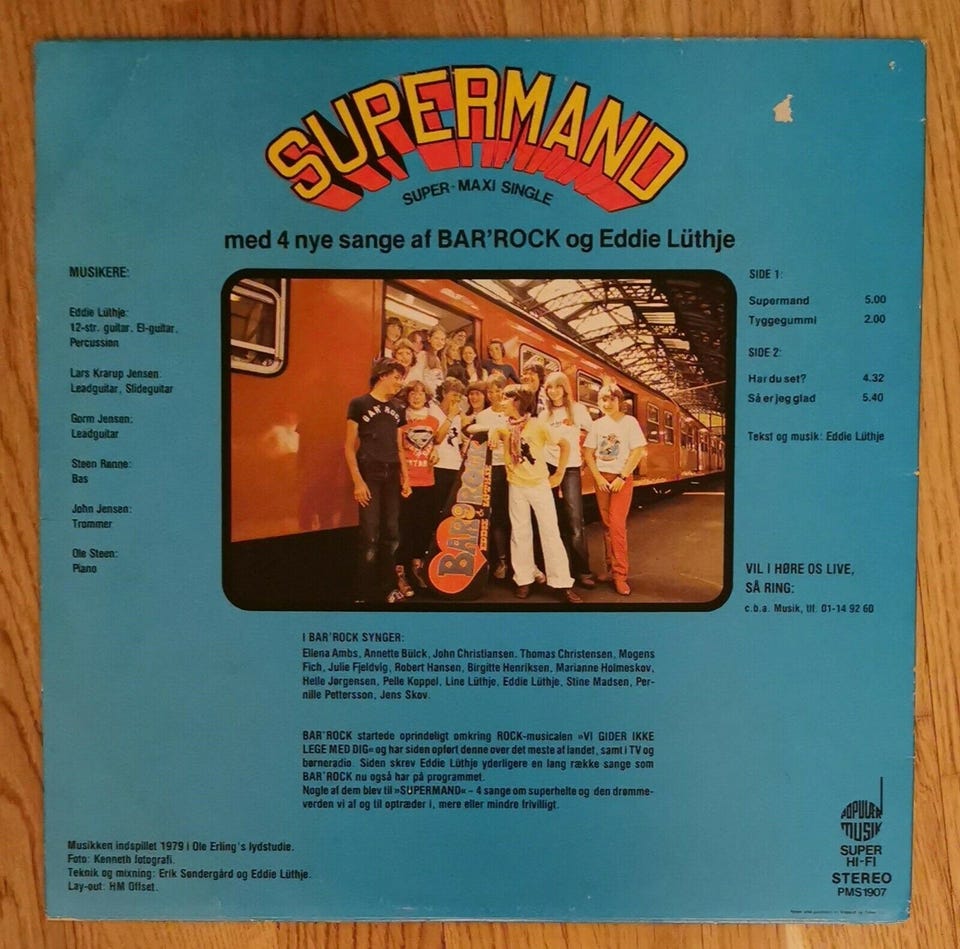 SUPERMAND
SUPER-MAXI SINGLE
med 4 nye sange af BAR'ROCK og Eddie Lüthje
MUSIKERE:
Eddie Lüthje:
12-str. guitar, El-guitar,
Percussion
Lars Krarup Jensen:
Leadguitar, Slideguitar
Gorm Jensen:
Leadguitar
Steen Rønne:
Bas
John Jensen:
Trommer
Ole Steen:
Piano
BAR'ROCK
BAR'ROCK
EDDIE LÜTHJE
SIDE 1:
Supermand 5.00
Tyggegummi 2.00
SIDE 2:
Har du set? 4.32
Så er jeg glad 5.40
Tekst og musik: Eddie Lüthje
VIL I HØRE OS LIVE,
SÅ RING:
c.b.a. Musik, tlf. 01-14 92 60
I BAR'ROCK SYNGER:
Ellena Ambs, Annette Bülck, John Christiansen, Thomas Christensen, Mogens
Fich, Julie Fjeldvig, Robert Hansen, Birgitte Henriksen, Marianne Holmeskov,
Helle Jørgensen, Pelle Koppel, Line Lüthje, Eddie Lüthje, Stine Madsen, Per-
nille Pettersson, Jens Skov.
BAR'ROCK startede oprindeligt omkring ROCK-musicalen »VI GIDER IKKE
LEGE MED DIG« og har siden opført denne over det meste af landet, samt i TV og
børneradio. Siden skrev Eddie Lüthje yderligere en lang række sange som
BAR'ROCK nu også har på programmet.
Nogle af dem blev til »SUPERMAND« – 4 sange om superhelte og den drømme-
verden vi af og til optræder i, mere eller mindre frivilligt.
Musikken indspillet 1979 i Ole Erling's lydstudie.
Foto: Kenneth fotografi.
Teknik og mixning: Erik Søndergård og Eddie Lüthje.
Lay-out: HM Offset.
POPULÆR
MUSIK
SUPER
HI-FI
STEREO
PMS1907